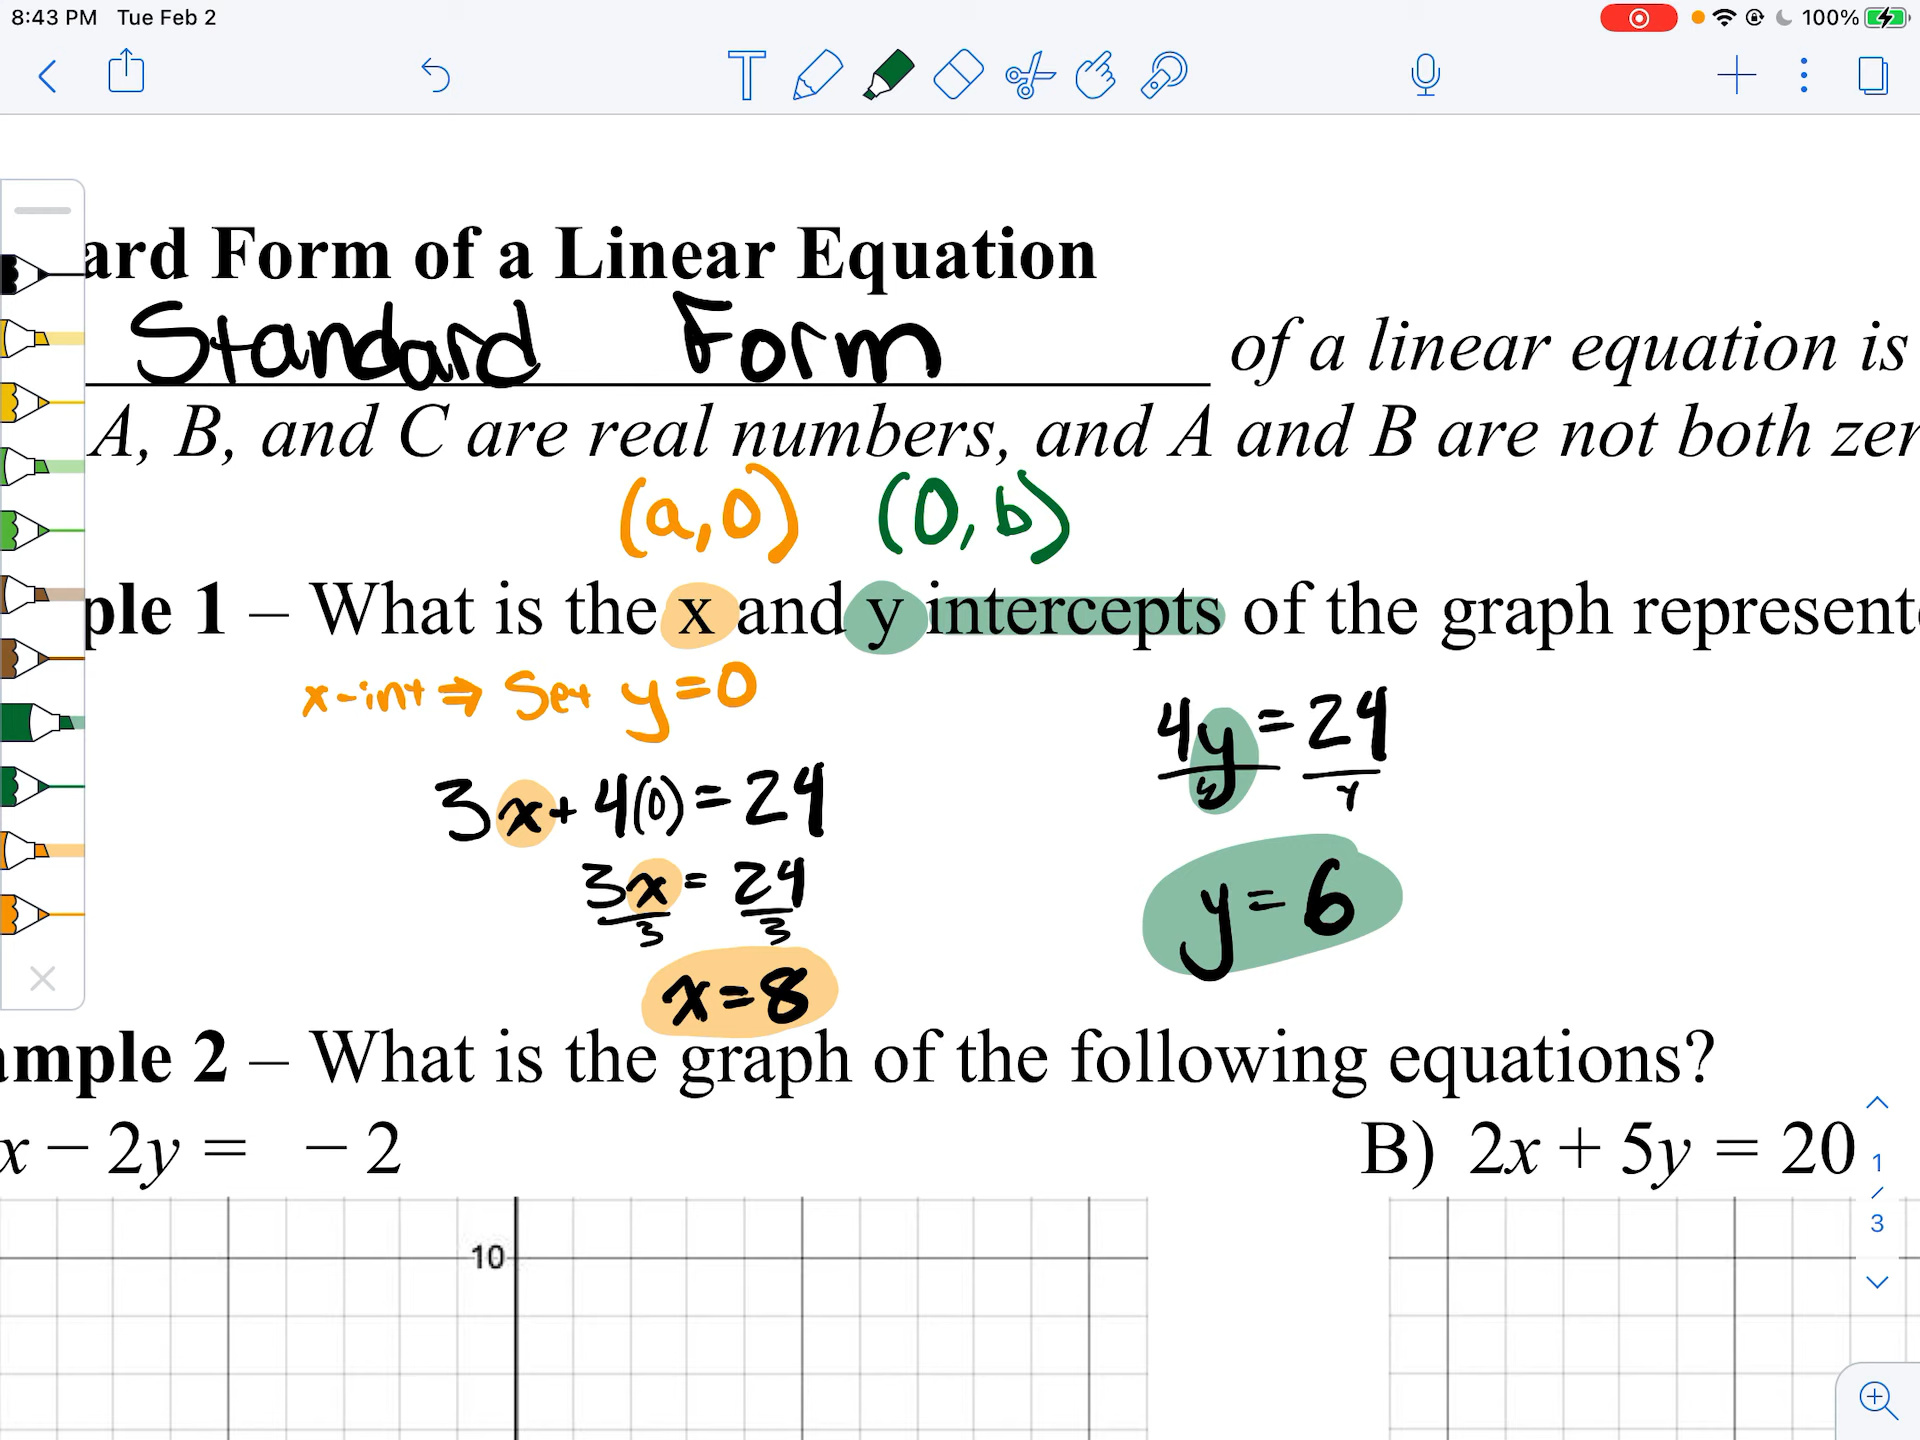 8:43 PM Tue Feb 2 100%
ard Form of a Linear Equation
Standard Form of a linear equation is
A, B, and C are real numbers, and A and B are not both zer
(a,0) (0,b)
ple 1 – What is the x and y intercepts of the graph represent
x-int ⇒ Set y=0
3x+4(0)=24
3x=24
3 3
x=8
4y=24
4
y=6
ample 2 – What is the graph of the following equations?
x − 2y = − 2
B) 2x + 5y = 20
1
/
3
10